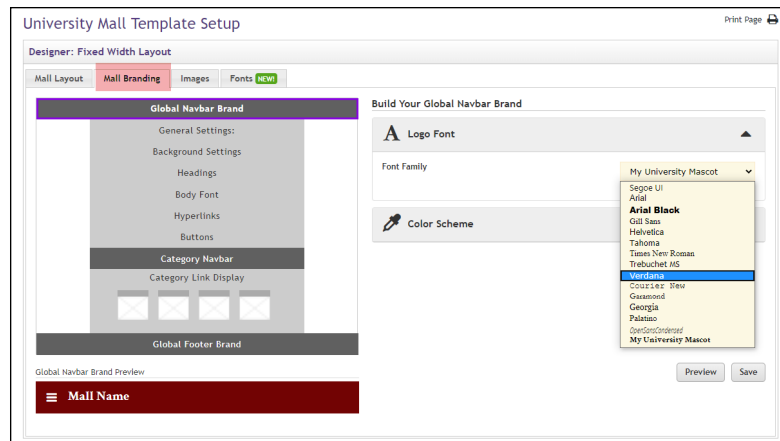 University Mall Template Setup
Print Page
Designer: Fixed Width Layout
Mall Layout
Mall Branding
Images
Fonts NEW!
Global Navbar Brand
General Settings:
Background Settings
Headings
Body Font
Hyperlinks
Buttons
Category Navbar
Category Link Display
Global Footer Brand
Global Navbar Brand Preview
Mall Name
Build Your Global Navbar Brand
A Logo Font
Font Family
My University Mascot
Segoe UI
Arial
Arial Black
Gill Sans
Helvetica
Tahoma
Times New Roman
Trebuchet MS
Verdana
Courier New
Garamond
Georgia
Palatino
OpenSansCondensed
My University Mascot
Color Scheme
Preview
Save